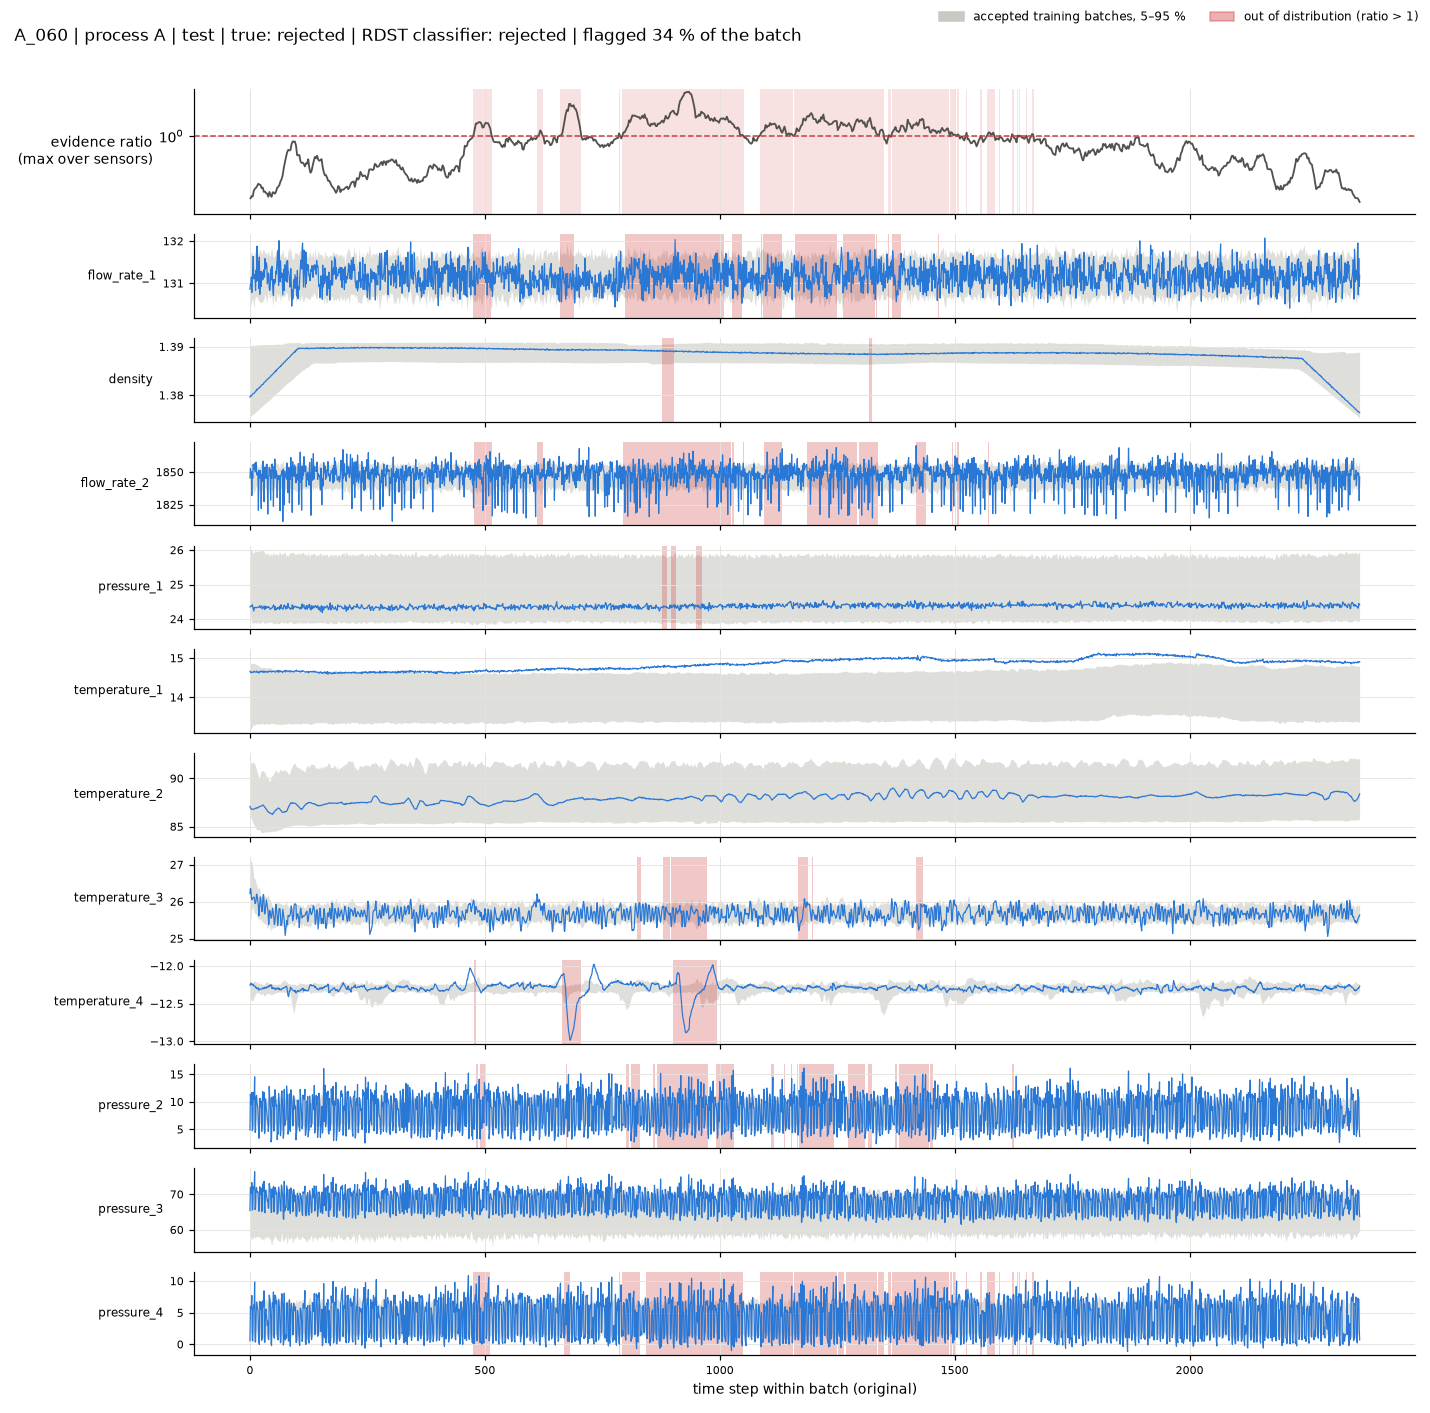 accepted training batches, 5–95 %
out of distribution (ratio > 1)
A_060 | process A | test | true: rejected | RDST classifier: rejected | flagged 34 % of the batch
evidence ratio
(max over sensors)
10⁰
flow_rate_1
132
131
density
1.39
1.38
flow_rate_2
1850
1825
pressure_1
26
25
24
temperature_1
15
14
temperature_2
90
85
temperature_3
27
26
25
temperature_4
−12.0
−12.5
−13.0
pressure_2
15
10
5
pressure_3
70
60
pressure_4
10
5
0
0
500
1000
1500
2000
time step within batch (original)